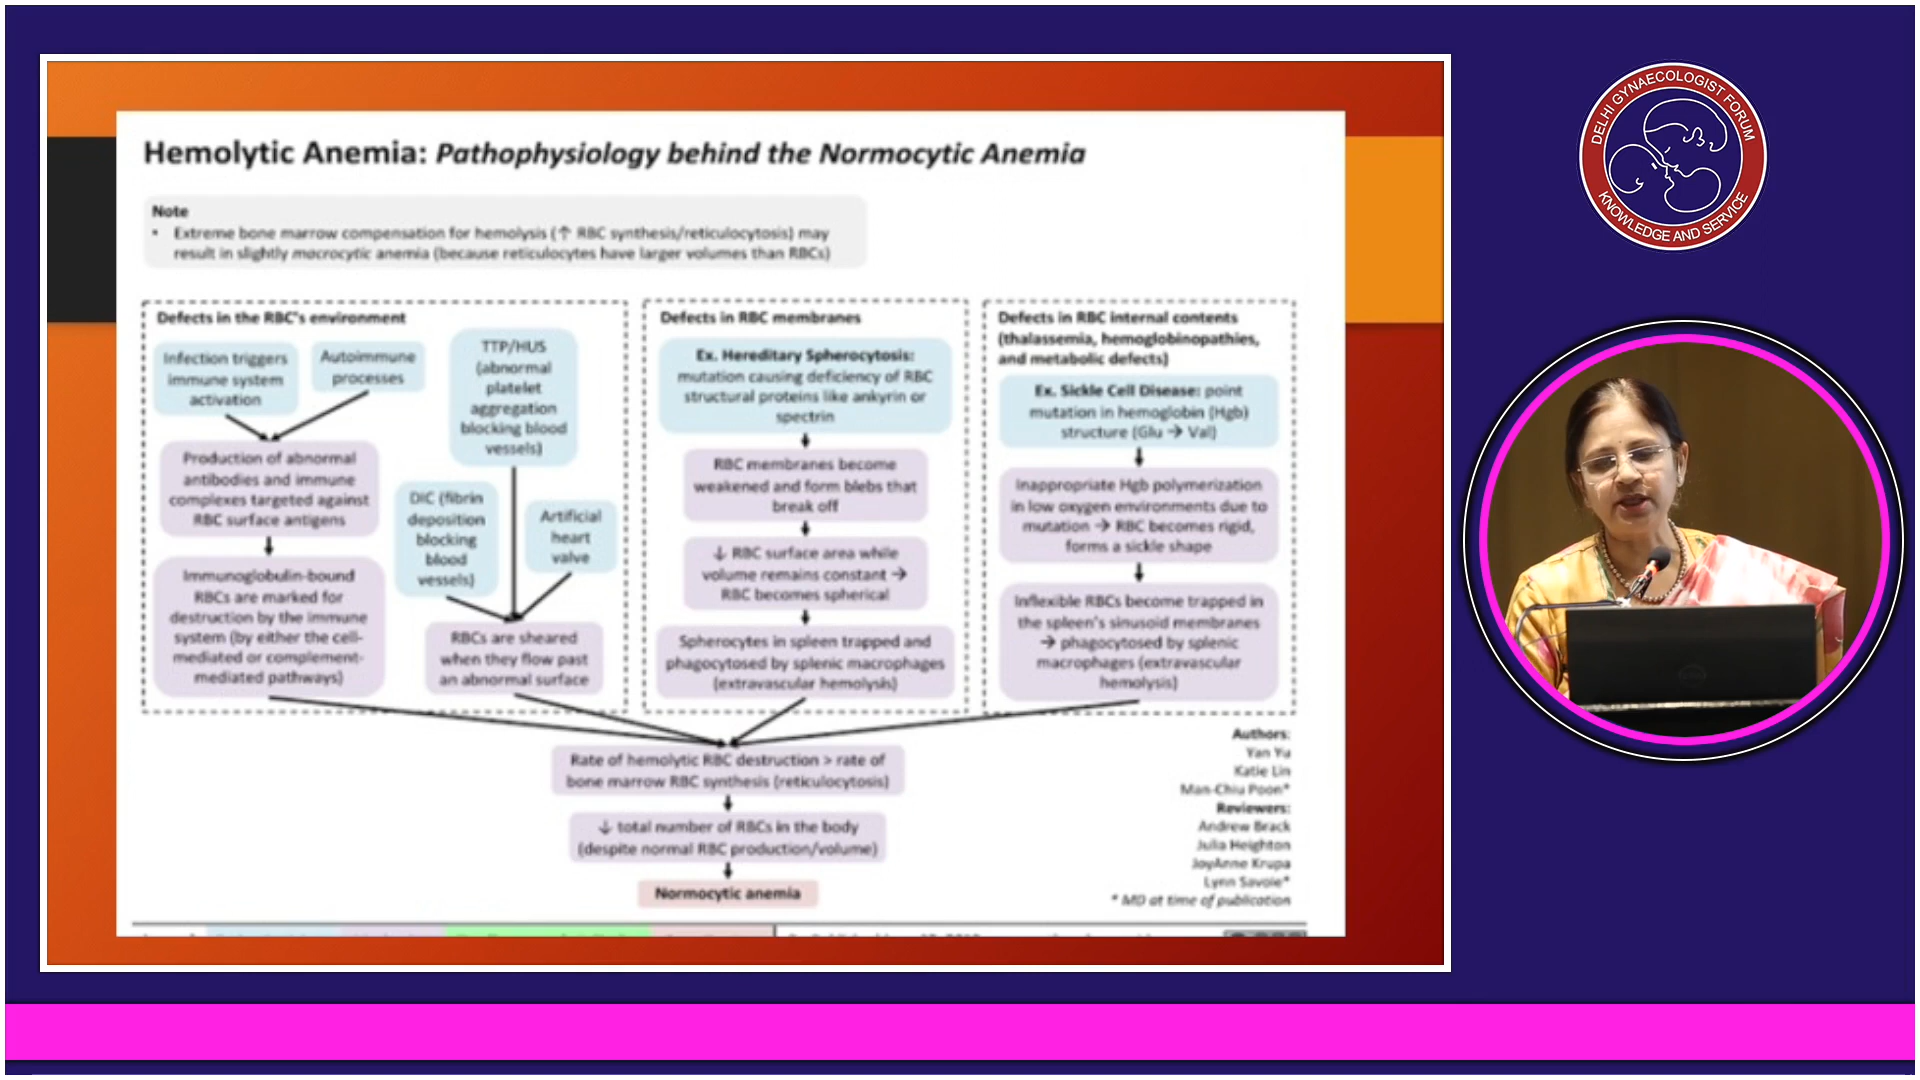 Hemolytic Anemia: Pathophysiology behind the Normocytic Anemia
Note
• Extreme bone marrow compensation for hemolysis (↑ RBC synthesis/reticulocytosis) may
result in slightly macrocytic anemia (because reticulocytes have larger volumes than RBCs)
Defects in the RBC's environment
Infection triggers
immune system
activation
Autoimmune
processes
TTP/HUS
(abnormal
platelet
aggregation
blocking blood
vessels)
Production of abnormal
antibodies and immune
complexes targeted against
RBC surface antigens
DIC (fibrin
deposition
blocking
blood
vessels)
Artificial
heart
valve
Immunoglobulin-bound
RBCs are marked for
destruction by the immune
system (by either the cell-
mediated or complement-
mediated pathways)
RBCs are sheared
when they flow past
an abnormal surface
Defects in RBC membranes
Ex. Hereditary Spherocytosis:
mutation causing deficiency of RBC
structural proteins like ankyrin or
spectrin
RBC membranes become
weakened and form blebs that
break off
↓ RBC surface area while
volume remains constant →
RBC becomes spherical
Spherocytes in spleen trapped and
phagocytosed by splenic macrophages
(extravascular hemolysis)
Defects in RBC internal contents
(thalassemia, hemoglobinopathies,
and metabolic defects)
Ex. Sickle Cell Disease: point
mutation in hemoglobin (Hgb)
structure (Glu → Val)
Inappropriate Hgb polymerization
in low oxygen environments due to
mutation → RBC becomes rigid,
forms a sickle shape
Inflexible RBCs become trapped in
the spleen's sinusoid membranes
→ phagocytosed by splenic
macrophages (extravascular
hemolysis)
Rate of hemolytic RBC destruction > rate of
bone marrow RBC synthesis (reticulocytosis)
↓ total number of RBCs in the body
(despite normal RBC production/volume)
Normocytic anemia
Authors:
Yan Yu
Katie Lin
Man-Chiu Poon*
Reviewers:
Andrew Brack
Julia Heighton
JoyAnne Krupa
Lynn Savoie*
* MD at time of publication
DELHI GYNAECOLOGIST FORUM
KNOWLEDGE AND SERVICE